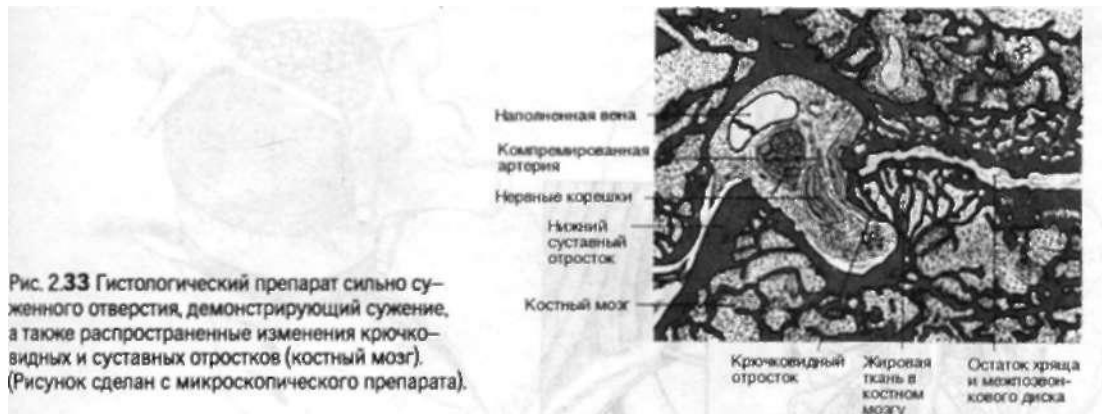 Наполненная вена
Компремированная
артерия
Нервные корешки
Нижний
суставный
отросток
Костный мозг
Рис. 2.33 Гистологический препарат сильно су–
женного отверстия, демонстрирующий сужение,
а также распространенные изменения крючко–
видных и суставных отростков (костный мозг).
(Рисунок сделан с микроскопического препарата).
Крючковидный
отросток
Жировая
ткань в
костном
мозгу
Остаток хряща
и межпозвон-
кового диска